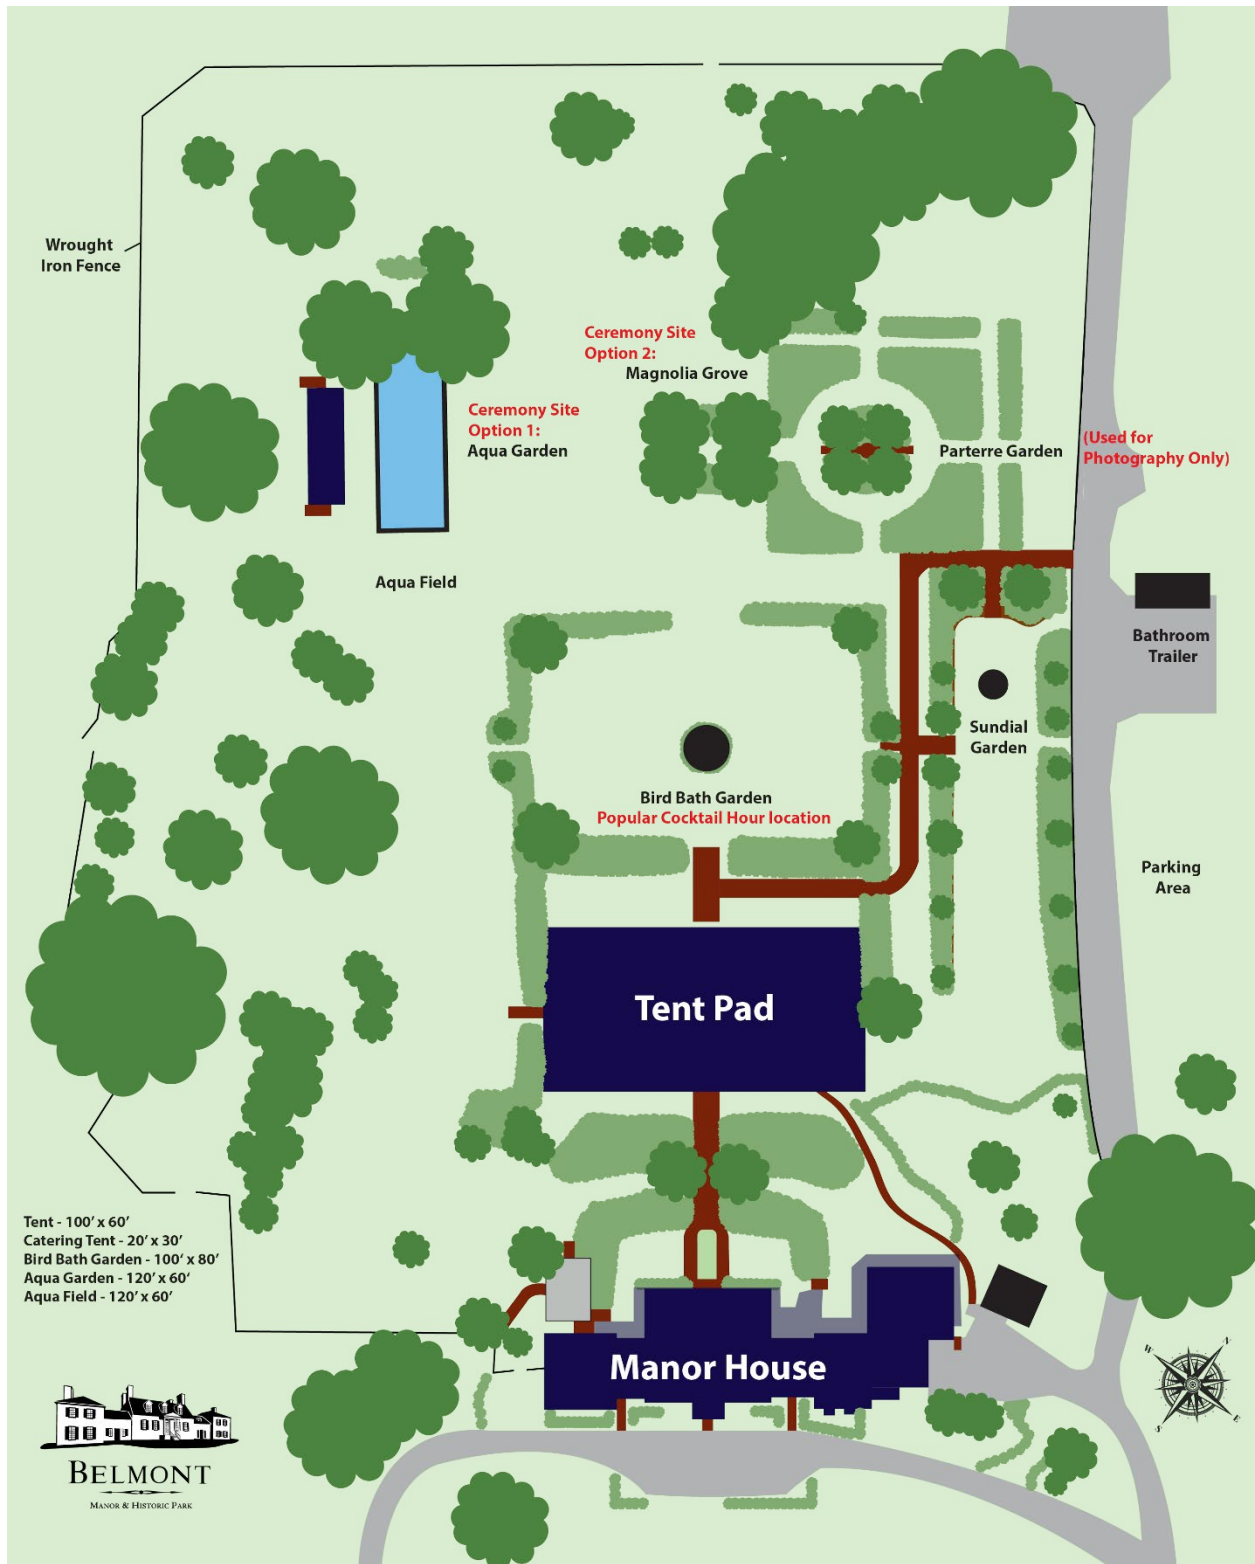 Wrought
Iron Fence
Ceremony Site
Option 2:
Magnolia Grove
Ceremony Site
Option 1:
Aqua Garden
Parterre Garden
(Used for
Photography Only)
Aqua Field
Bathroom
Trailer
Sundial
Garden
Bird Bath Garden
Popular Cocktail Hour location
Parking
Area
Tent Pad
Tent - 100' x 60'
Catering Tent - 20' x 30'
Bird Bath Garden - 100' x 80'
Aqua Garden - 120' x 60'
Aqua Field - 120' x 60'
Manor House
W
N
S
E
BELMONT
MANOR & HISTORIC PARK